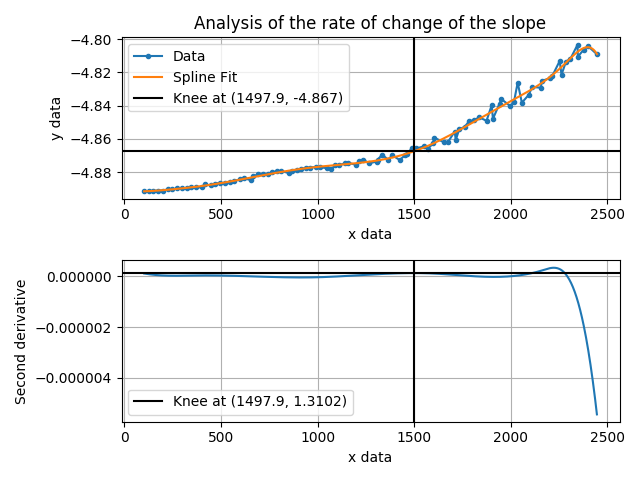 Analysis of the rate of change of the slope
−4.80
−4.82
−4.84
−4.86
−4.88
y data
Data
Spline Fit
Knee at (1497.9, -4.867)
0 500 1000 1500 2000 2500
x data
0.000000
−0.000002
−0.000004
Second derivative
Knee at (1497.9, 1.3102)
0 500 1000 1500 2000 2500
x data